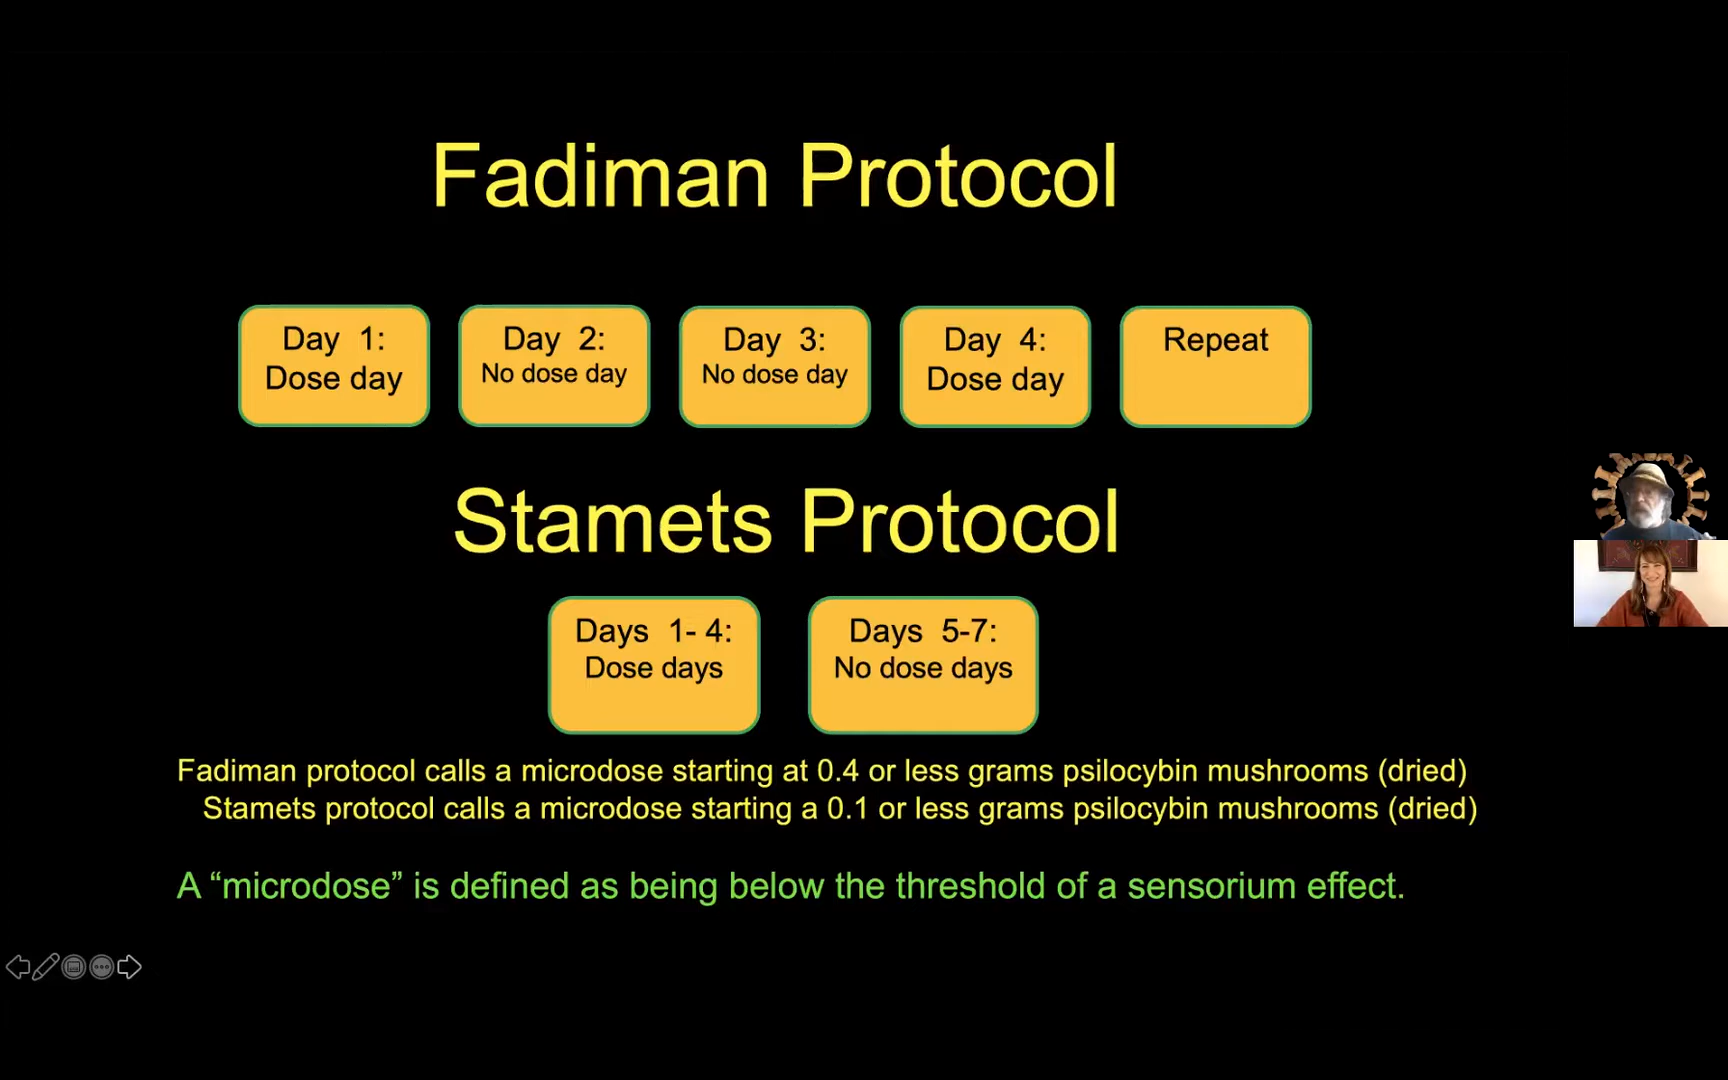 Fadiman Protocol
Day 1:
Dose day
Day 2:
No dose day
Day 3:
No dose day
Day 4:
Dose day
Repeat
Stamets Protocol
Days 1- 4:
Dose days
Days 5-7:
No dose days
Fadiman protocol calls a microdose starting at 0.4 or less grams psilocybin mushrooms (dried)
Stamets protocol calls a microdose starting a 0.1 or less grams psilocybin mushrooms (dried)
A “microdose” is defined as being below the threshold of a sensorium effect.